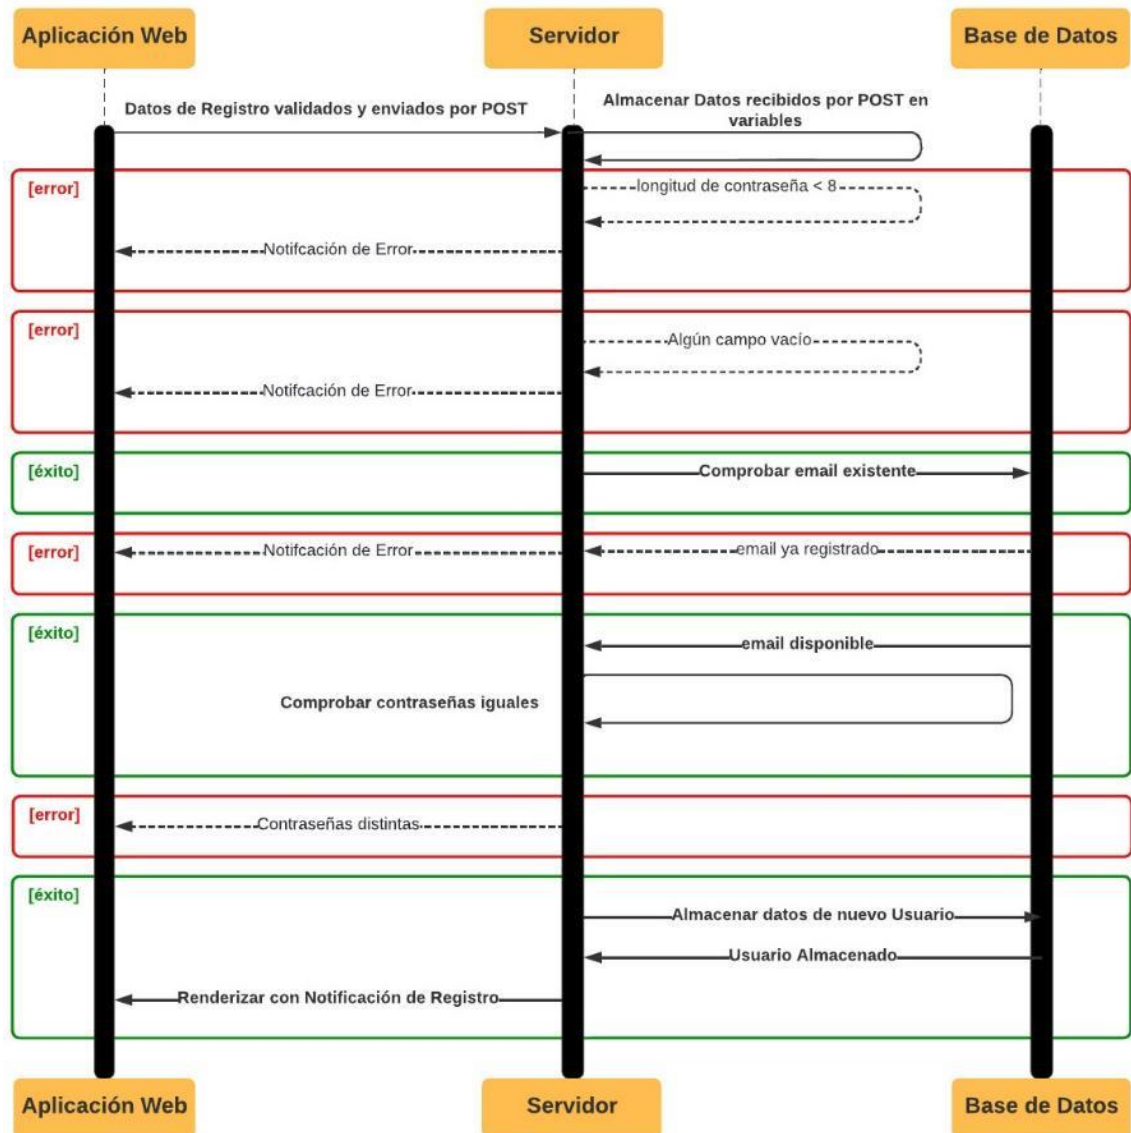 Aplicación Web
Servidor
Base de Datos
Datos de Registro validados y enviados por POST
Almacenar Datos recibidos por POST en
variables
[error]
longitud de contraseña < 8
Notifcación de Error
[error]
Algún campo vacío
Notifcación de Error
[éxito]
Comprobar email existente
[error]
Notifcación de Error
email ya registrado
[éxito]
email disponible
Comprobar contraseñas iguales
[error]
Contraseñas distintas
[éxito]
Almacenar datos de nuevo Usuario
Usuario Almacenado
Renderizar con Notificación de Registro
Aplicación Web
Servidor
Base de Datos